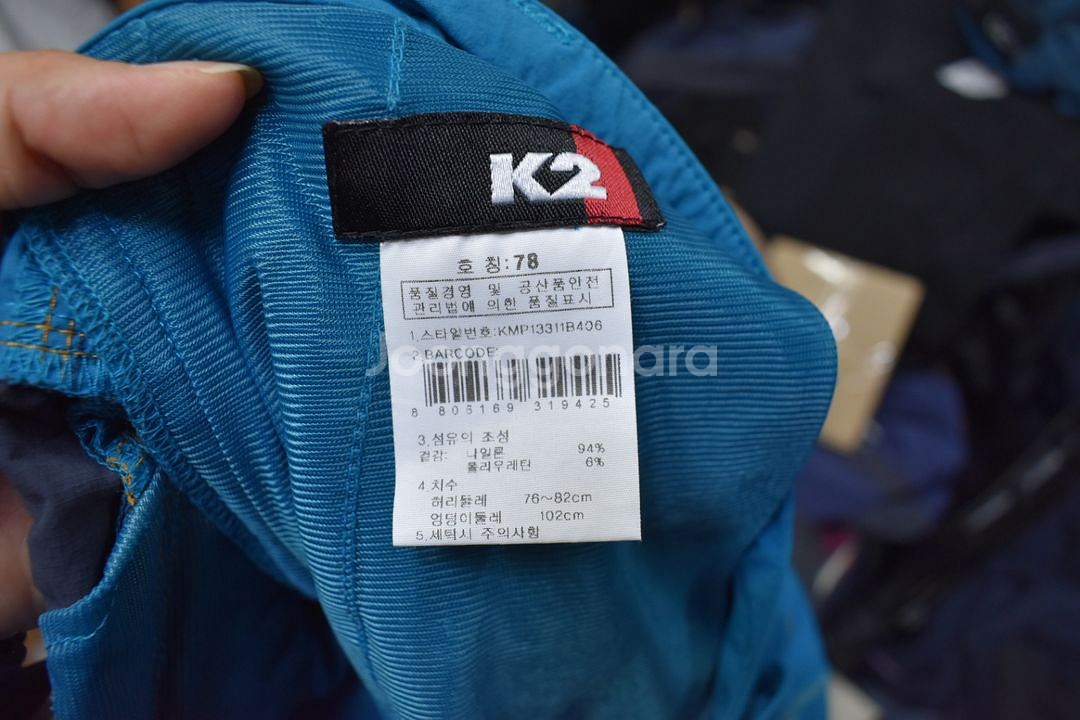 K2
호 칭:78
품질경영 및 공산품안전
관리법에 의한 품질표시
1.스타일번호:KMP13311B406
2.BARCODE:
Joonggonara
8 806169 319425
3.섬유의 조성
겉감: 나일론 94%
폴리우레탄 6%
4.치수
허리둘레 76~82cm
엉덩이둘레 102cm
5.세탁시 주의사항